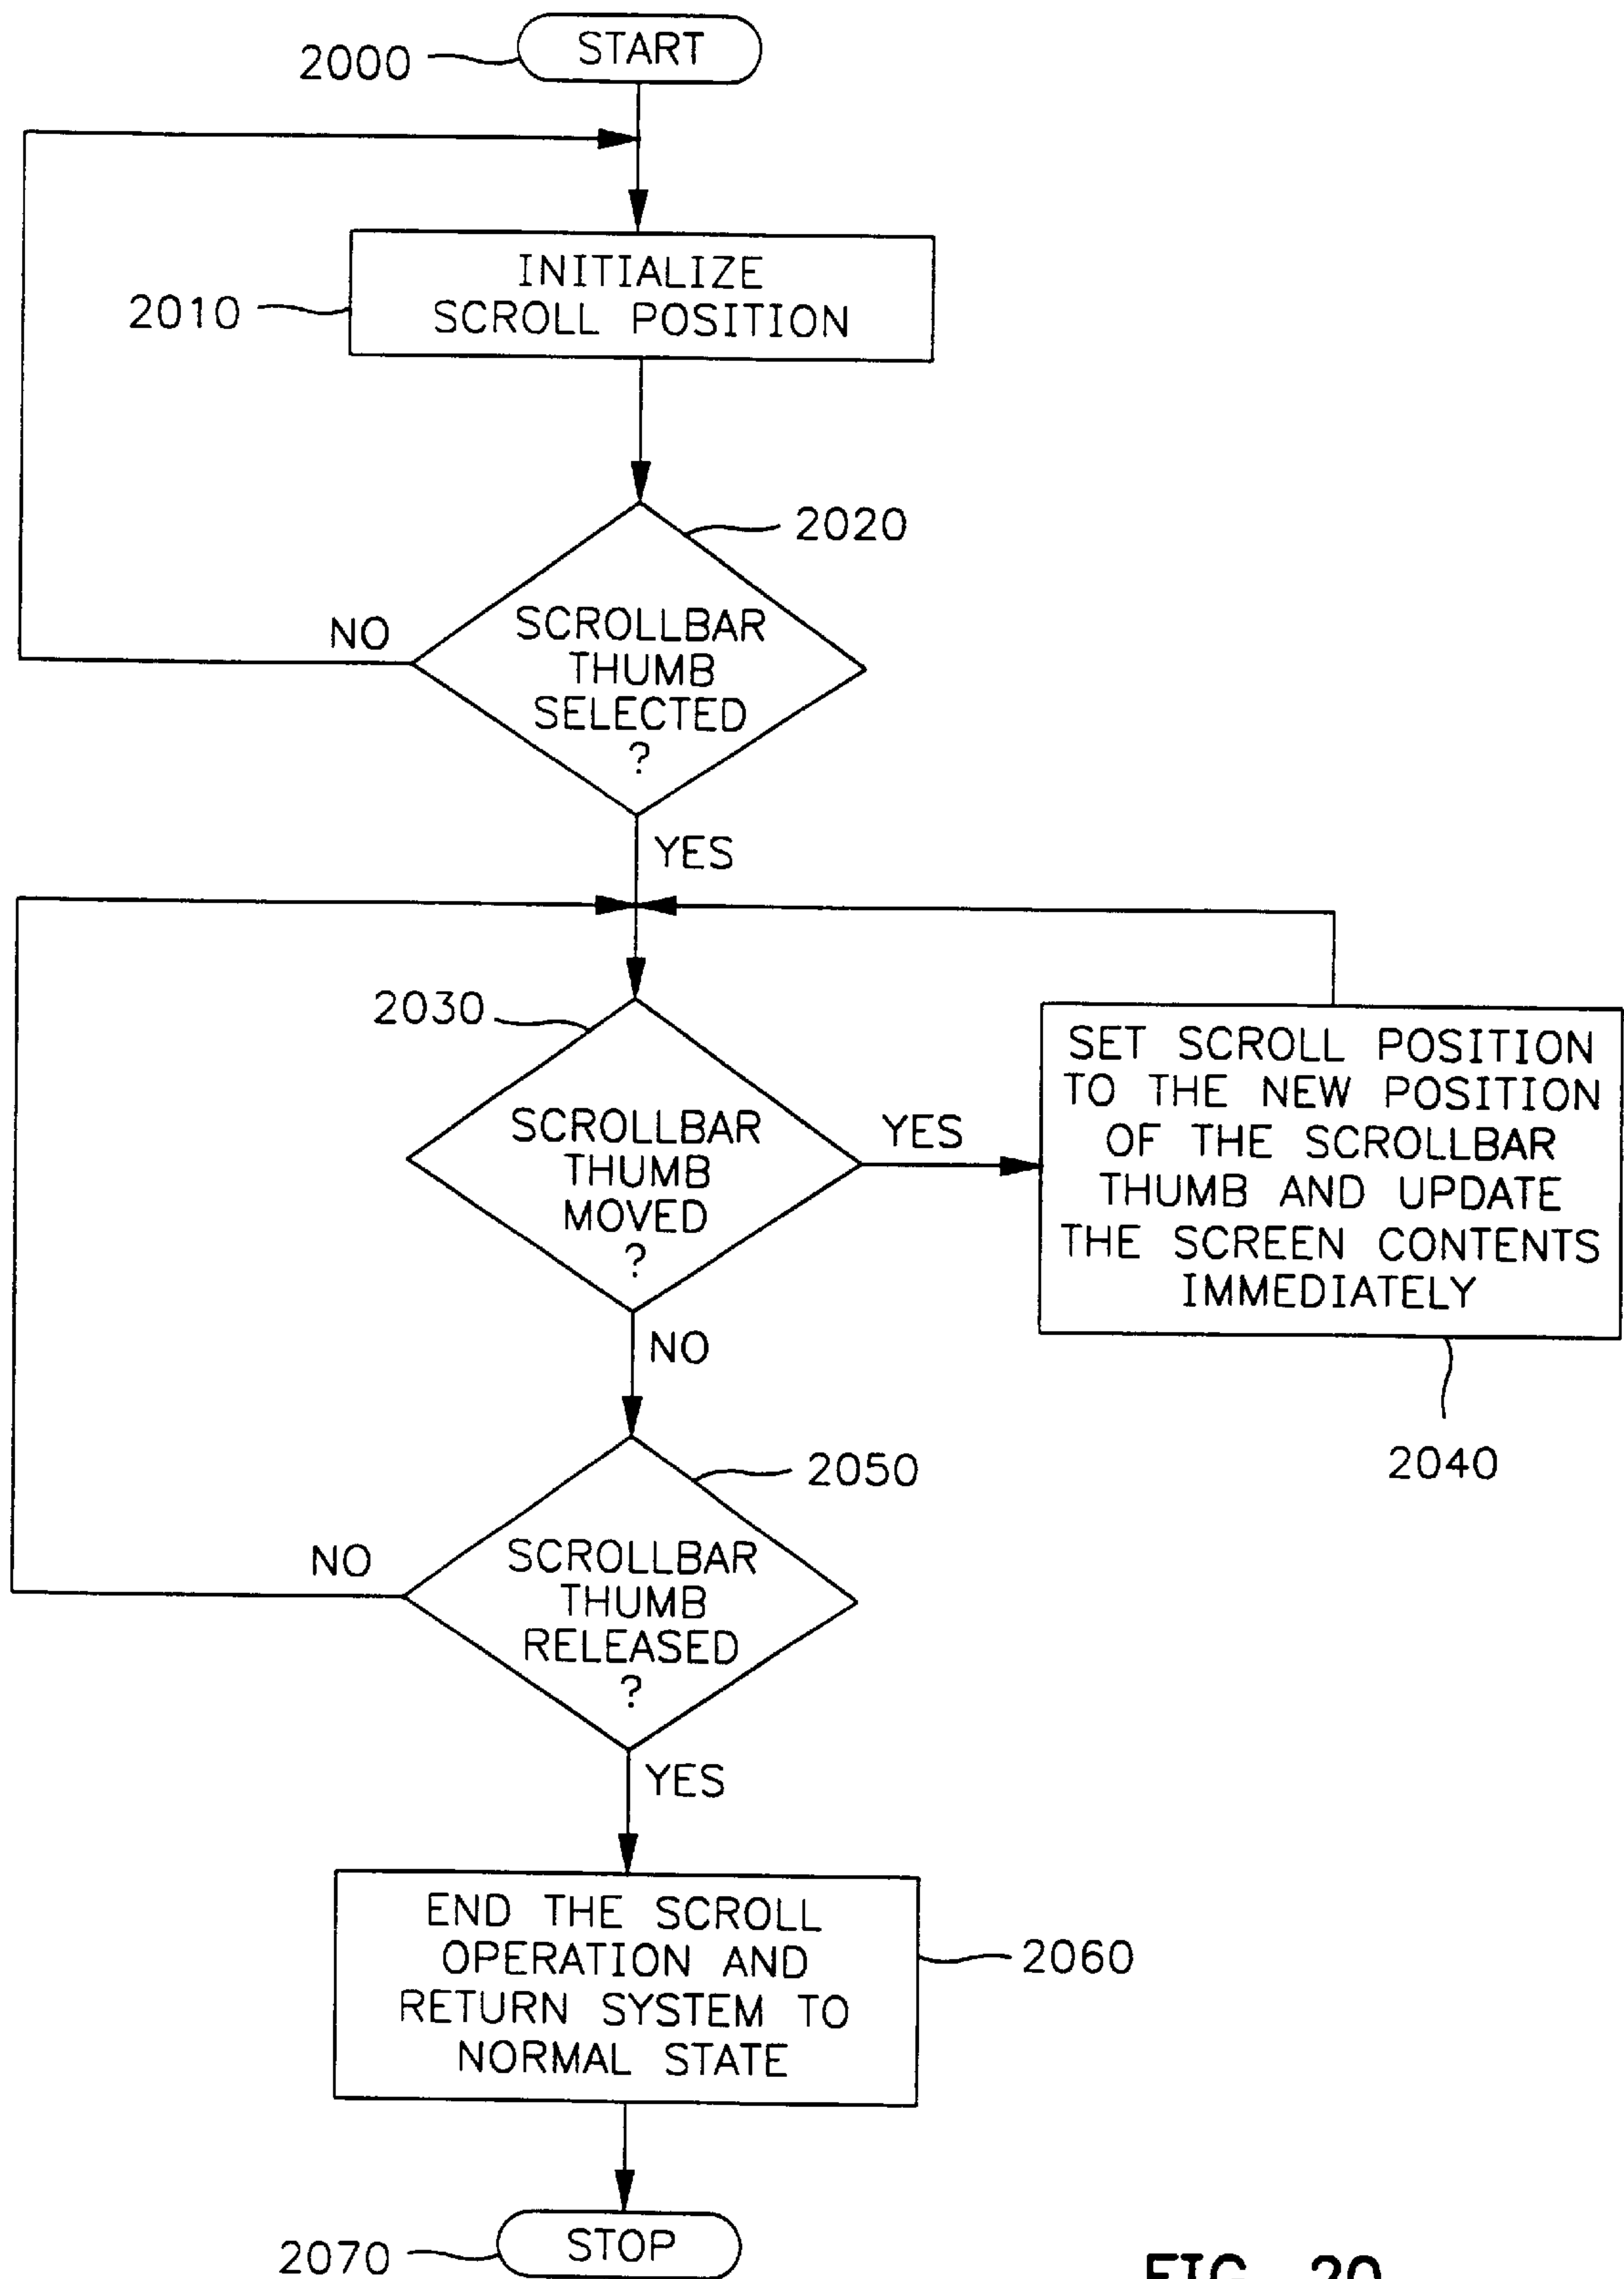 START
2000
INITIALIZE
SCROLL POSITION
2010
2020
SCROLLBAR
THUMB
SELECTED
?
NO
YES
2030
SCROLLBAR
THUMB
MOVED
?
YES
SET SCROLL POSITION
TO THE NEW POSITION
OF THE SCROLLBAR
THUMB AND UPDATE
THE SCREEN CONTENTS
IMMEDIATELY
2040
NO
2050
SCROLLBAR
THUMB
RELEASED
?
NO
YES
END THE SCROLL
OPERATION AND
RETURN SYSTEM TO
NORMAL STATE
2060
STOP
2070
FIG. 20